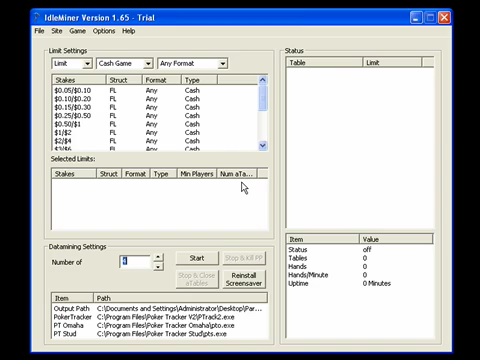 IdleMiner Version 1.65 - Trial
File Site Game Options Help
Limit Settings
Limit Cash Game Any Format
Stakes Struct Format Type
$0.05/$0.10 FL Any Cash
$0.10/$0.20 FL Any Cash
$0.15/$0.30 FL Any Cash
$0.25/$0.50 FL Any Cash
$0.50/$1 FL Any Cash
$1/$2 FL Any Cash
$2/$4 FL Any Cash
$3/$6 FL Any Cash
Selected Limits:
Stakes Struct Format Type Min Players Num aTa...
Datamining Settings
Number of 4 Start Stop & Kill PP
Stop & Close aTables Reinstall Screensaver
Item Path
Output Path C:\Documents and Settings\Administrator\Desktop\Par...
PokerTracker C:\Program Files\Poker Tracker V2\PTrack2.exe
PT Omaha C:\Program Files\Poker Tracker Omaha\pto.exe
PT Stud C:\Program Files\Poker Tracker Stud\pts.exe
Status
Table Limit
Item Value
Status off
Tables 0
Hands 0
Hands/Minute 0
Uptime 0 Minutes